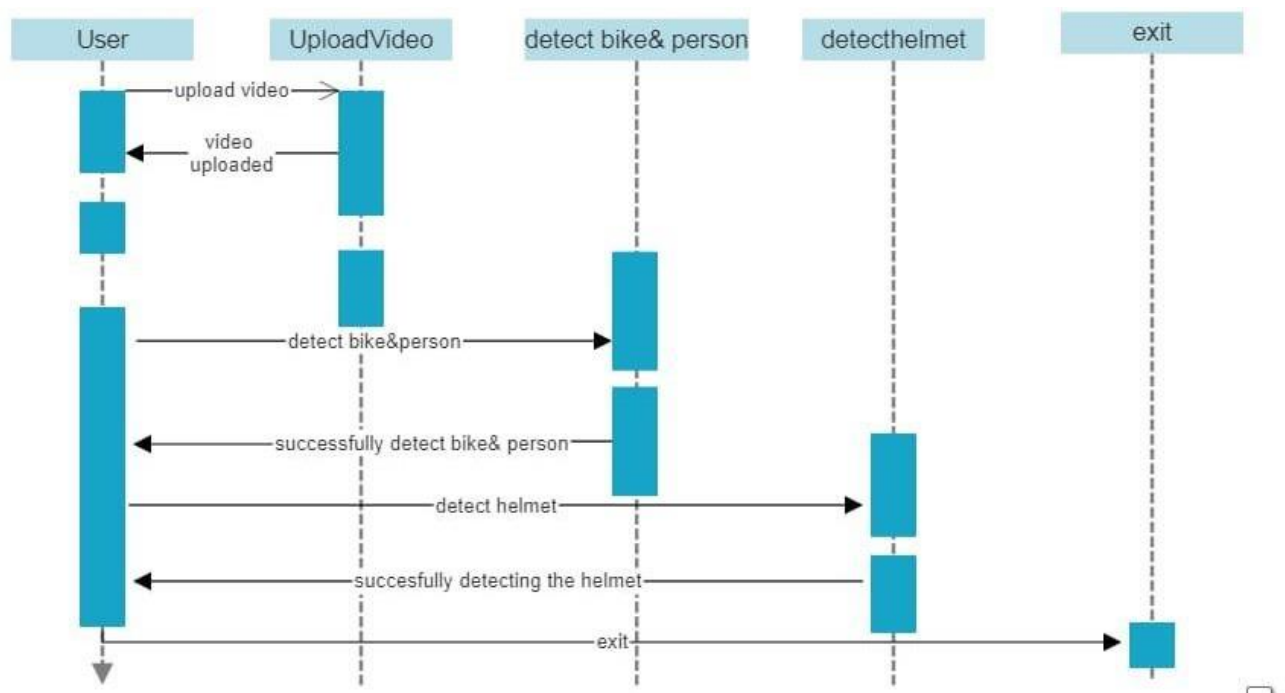 User
UploadVideo
detect bike& person
detecthelmet
exit
upload video
video
uploaded
detect bike&person
successfully detect bike& person
detect helmet
succesfully detecting the helmet
exit